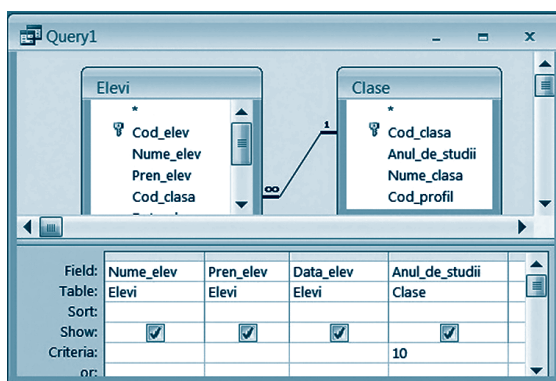 Query1
Elevi
*
Cod_elev
Nume_elev
Pren_elev
Cod_clasa
∞
1
Clase
*
Cod_clasa
Anul_de_studii
Nume_clasa
Cod_profil
Field: Nume_elev Pren_elev Data_elev Anul_de_studii
Table: Elevi Elevi Elevi Clase
Sort:
Show:
Criteria: 10
or: